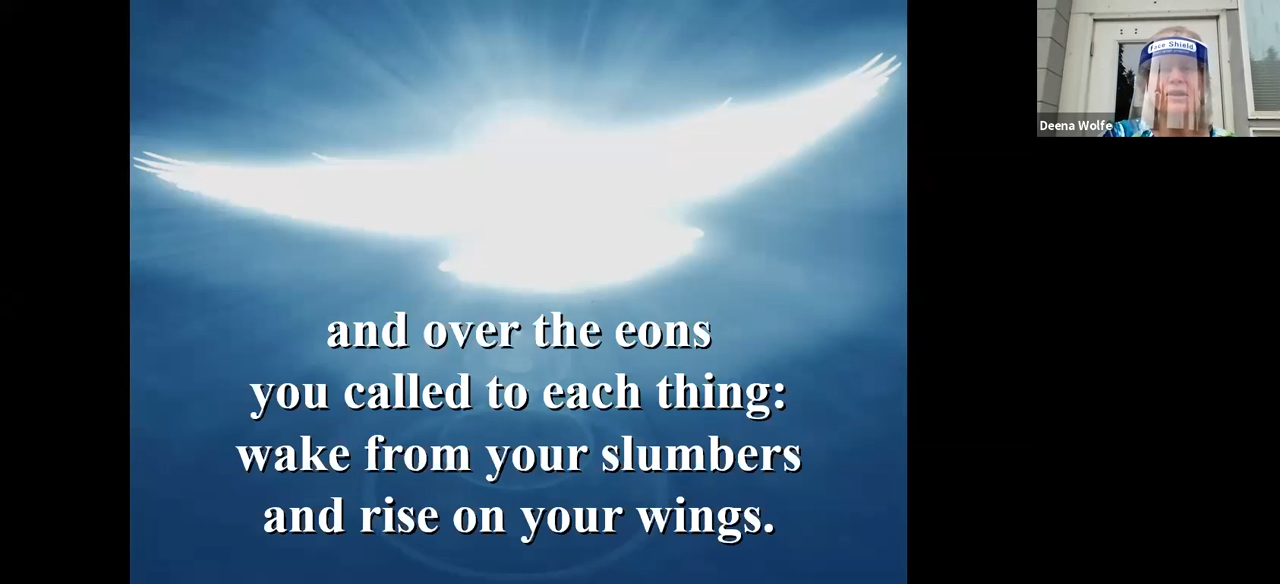 and over the eons
you called to each thing:
wake from your slumbers
and rise on your wings.
Face Shield
Deena Wolfe